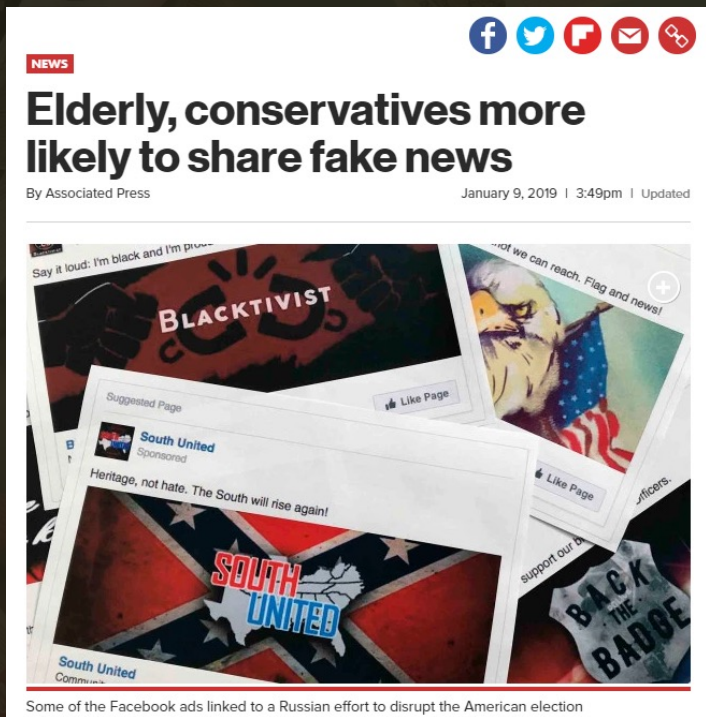 NEWS
Elderly, conservatives more
likely to share fake news
By Associated Press
January 9, 2019 | 3:49pm | Updated
Say it loud: I'm black and I'm
BLACKTIVIST
Like Page
we can reach. Flag and news!
Like Page
Suggested Page
South United
Sponsored
Heritage, not hate. The South will rise again!
SOUTH
UNITED
South United
support our
BACK
THE
BADGE
Some of the Facebook ads linked to a Russian effort to disrupt the American election